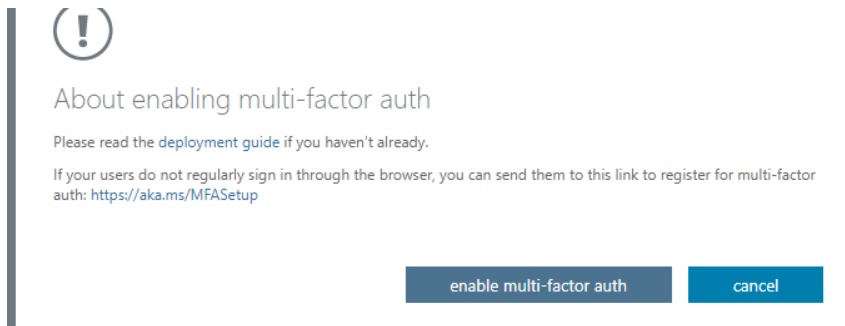 About enabling multi-factor auth
Please read the deployment guide if you haven't already.
If your users do not regularly sign in through the browser, you can send them to this link to register for multi-factor
auth: https://aka.ms/MFASetup
enable multi-factor auth
cancel